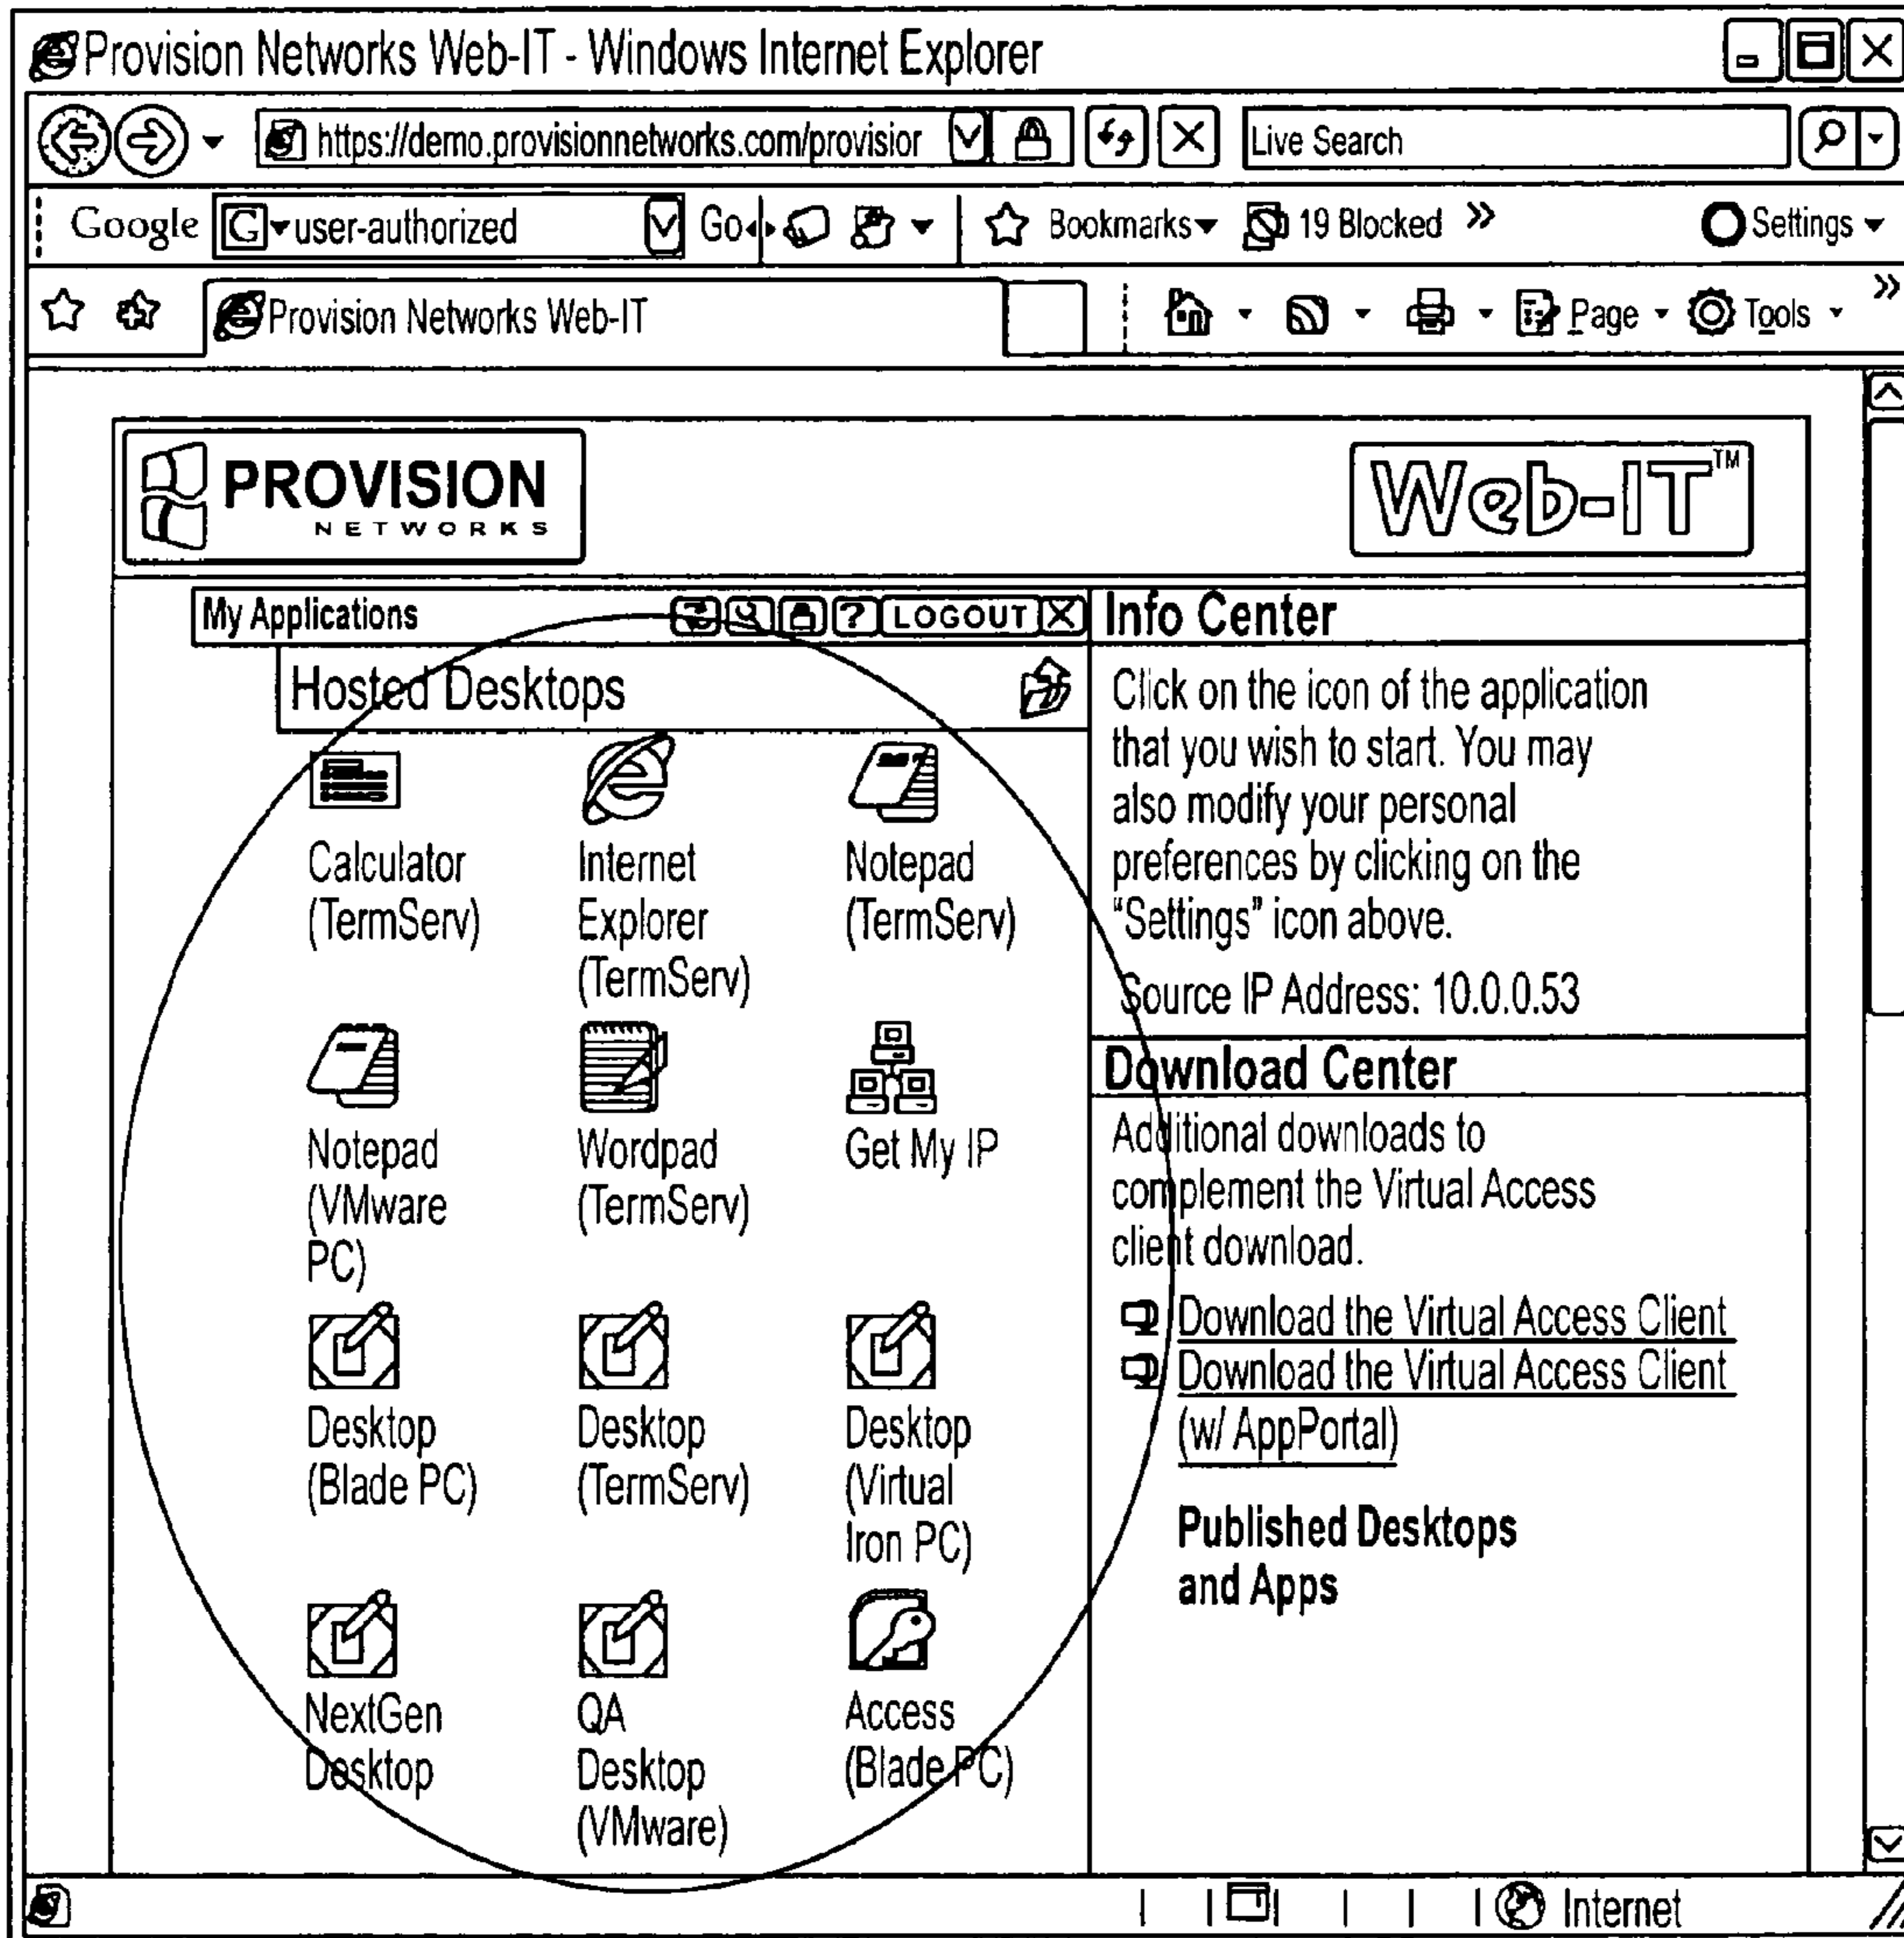 Provision Networks Web-IT - Windows Internet Explorer
https://demo.provisionnetworks.com/provisior
Live Search
Google G user-authorized Go Bookmarks 19 Blocked » Settings
Provision Networks Web-IT
Page Tools »
PROVISION
NETWORKS
Web-IT™
My Applications
? LOGOUT X
Hosted Desktops
Calculator
(TermServ)
Internet
Explorer
(TermServ)
Notepad
(TermServ)
Notepad
(VMware
PC)
Wordpad
(TermServ)
Get My IP
Desktop
(Blade PC)
Desktop
(TermServ)
Desktop
(Virtual
Iron PC)
NextGen
Desktop
QA
Desktop
(VMware)
Access
(Blade PC)
Info Center
Click on the icon of the application
that you wish to start. You may
also modify your personal
preferences by clicking on the
“Settings” icon above.
Source IP Address: 10.0.0.53
Download Center
Additional downloads to
complement the Virtual Access
client download.
Download the Virtual Access Client
Download the Virtual Access Client
(w/ AppPortal)
Published Desktops
and Apps
Internet